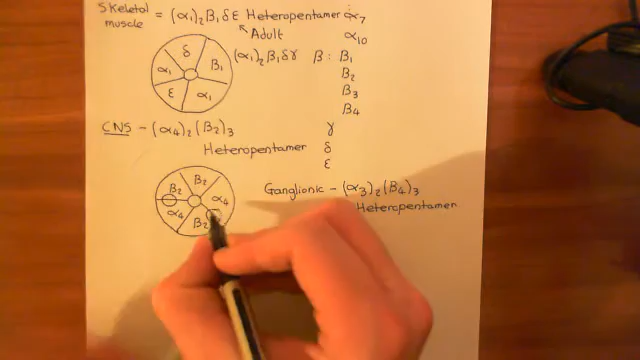 Skeletal muscle = (α₁)₂ β₁ δ ε Heteropentamer
Adult
(α₁)₂ β₁ δ γ
δ
β₁
α₁
ε
α₁
α₇
α₁₀
β : β₁
β₂
β₃
β₄
γ
δ
ε
CNS - (α₄)₂ (β₂)₃
Heteropentamer
β₂
β₂
α₄
α₄
β₂
Ganglionic - (α₃)₂ (β₄)₃
Heteropentamer